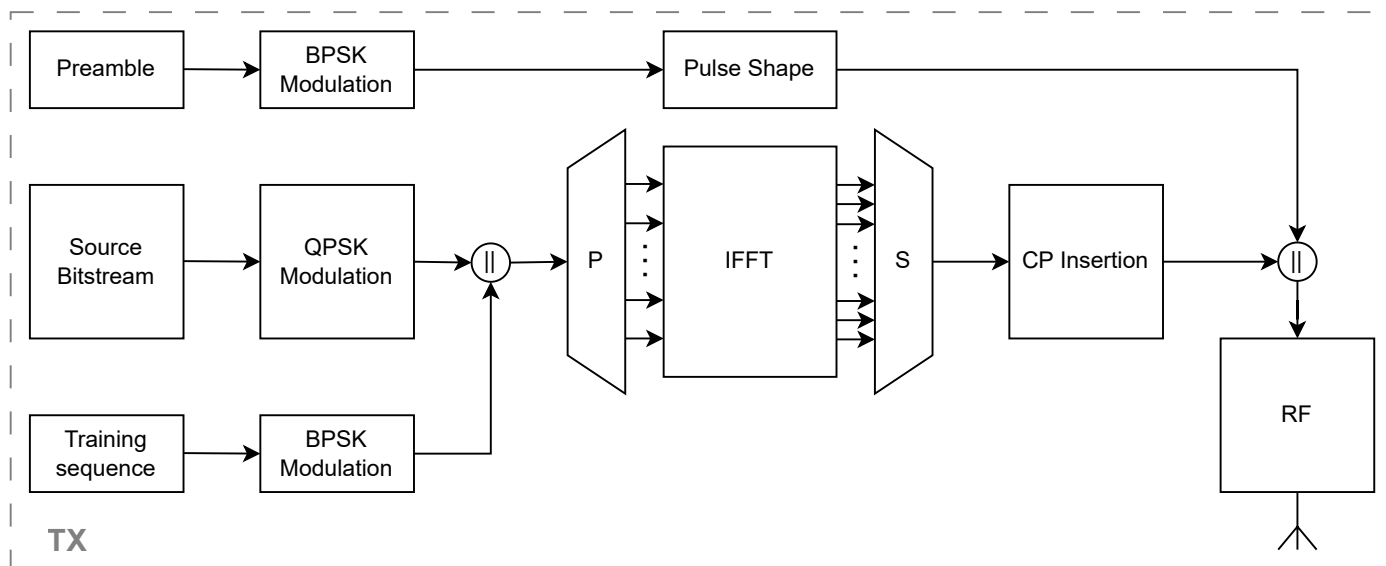 Preamble
BPSK
Modulation
Pulse Shape
Source
Bitstream
QPSK
Modulation
||
P
IFFT
S
CP Insertion
||
Training
sequence
BPSK
Modulation
RF
TX